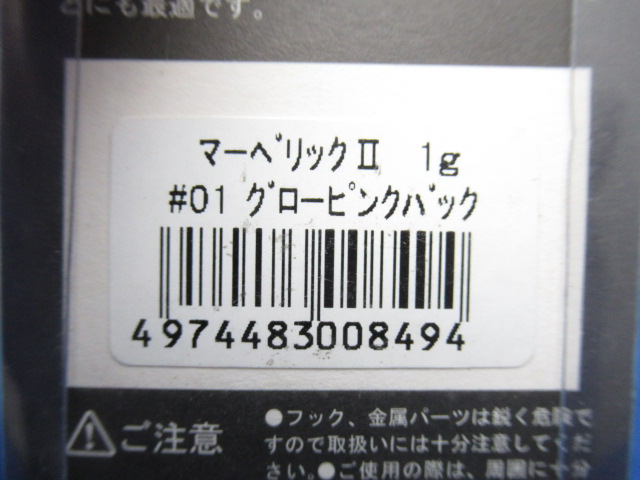 とにも最適です。
マーベリックⅡ 1g
#01 グローピンクバック
4974483008494
⚠ご注意
●フック、金属パーツは鋭く危険で
すので取扱いには十分注意してくだ
さい。●ご使用の際は、周囲に十分